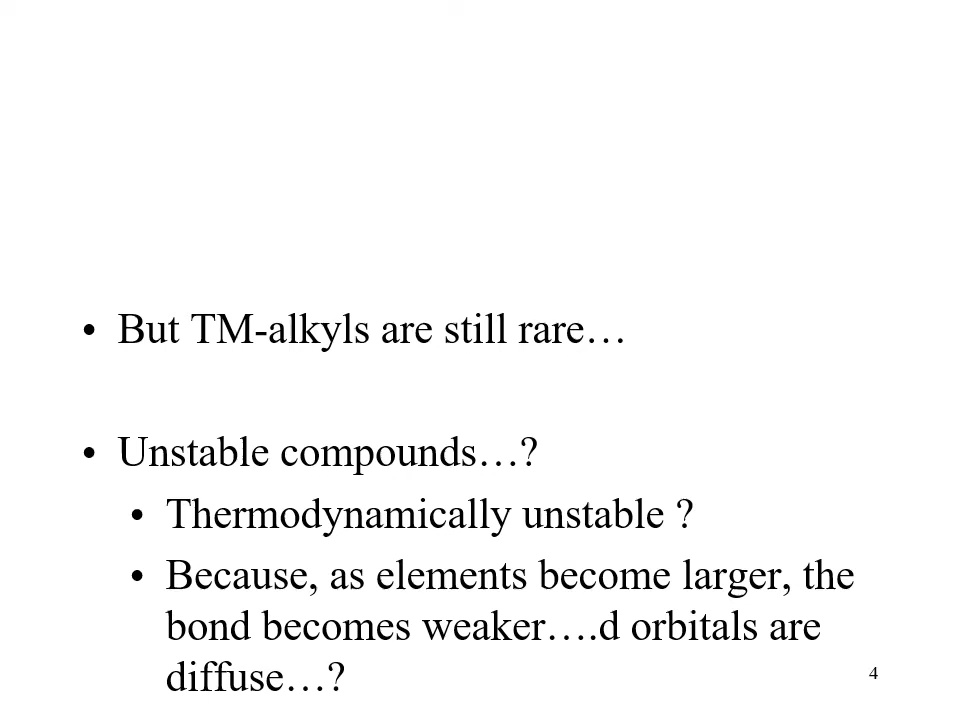 • But TM-alkyls are still rare…
• Unstable compounds…?
• Thermodynamically unstable ?
• Because, as elements become larger, the
bond becomes weaker….d orbitals are
diffuse…?
4